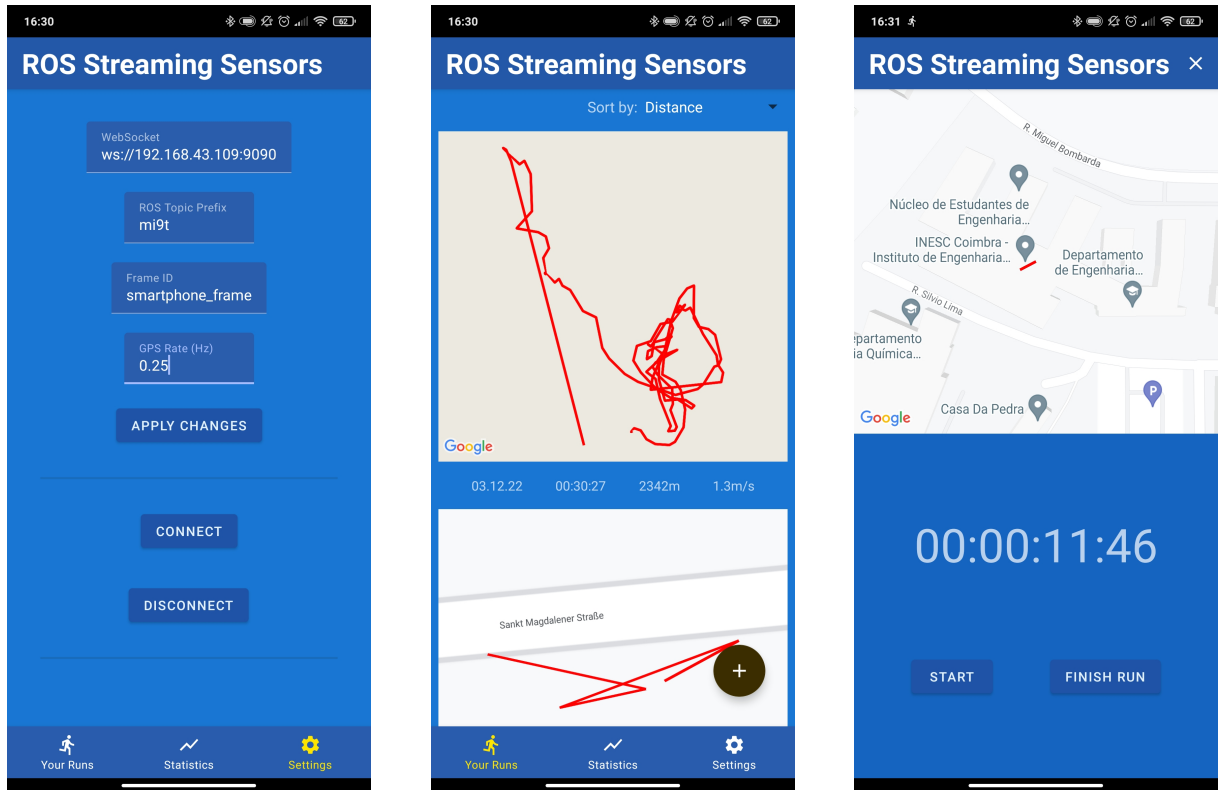 16:30
62
ROS Streaming Sensors
WebSocket
ws://192.168.43.109:9090
ROS Topic Prefix
mi9t
Frame ID
smartphone_frame
GPS Rate (Hz)
0.25
APPLY CHANGES
CONNECT
DISCONNECT
Your Runs
Statistics
Settings
16:30
62
ROS Streaming Sensors
Sort by: Distance
Google
03.12.22 00:30:27 2342m 1.3m/s
Sankt Magdalener Straße
+
Your Runs
Statistics
Settings
16:31
62
ROS Streaming Sensors ×
R. Miguel Bombarda
Núcleo de Estudantes de
Engenharia...
INESC Coimbra -
Instituto de Engenharia...
Departamento
de Engenharia...
R. Sílvio Lima
epartamento
ia Química...
P
Casa Da Pedra
Google
00:00:11:46
START
FINISH RUN